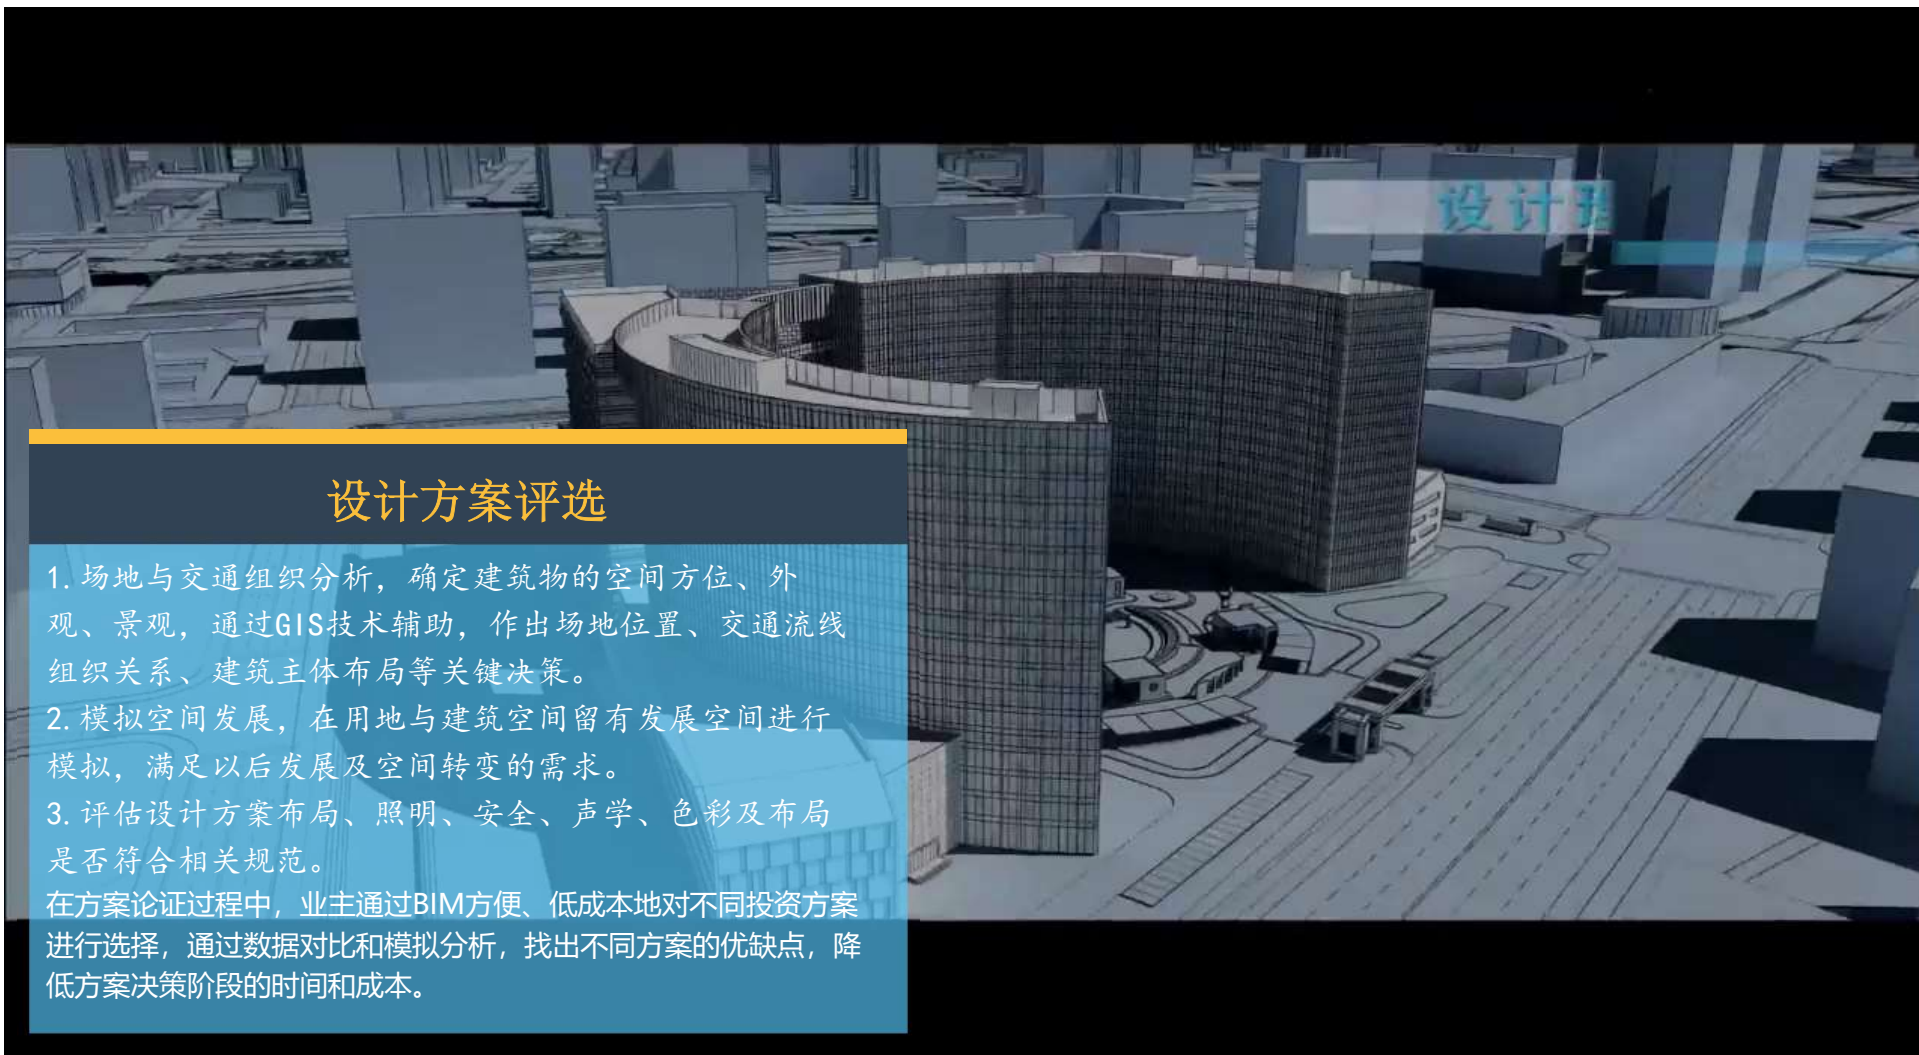 设计
设计方案评选
1.场地与交通组织分析，确定建筑物的空间方位、外
观、景观，通过GIS技术辅助，作出场地位置、交通流线
组织关系、建筑主体布局等关键决策。
2.模拟空间发展，在用地与建筑空间留有发展空间进行
模拟，满足以后发展及空间转变的需求。
3.评估设计方案布局、照明、安全、声学、色彩及布局
是否符合相关规范。
在方案论证过程中，业主通过BIM方便、低成本地对不同投资方案
进行选择，通过数据对比和模拟分析，找出不同方案的优缺点，降
低方案决策阶段的时间和成本。